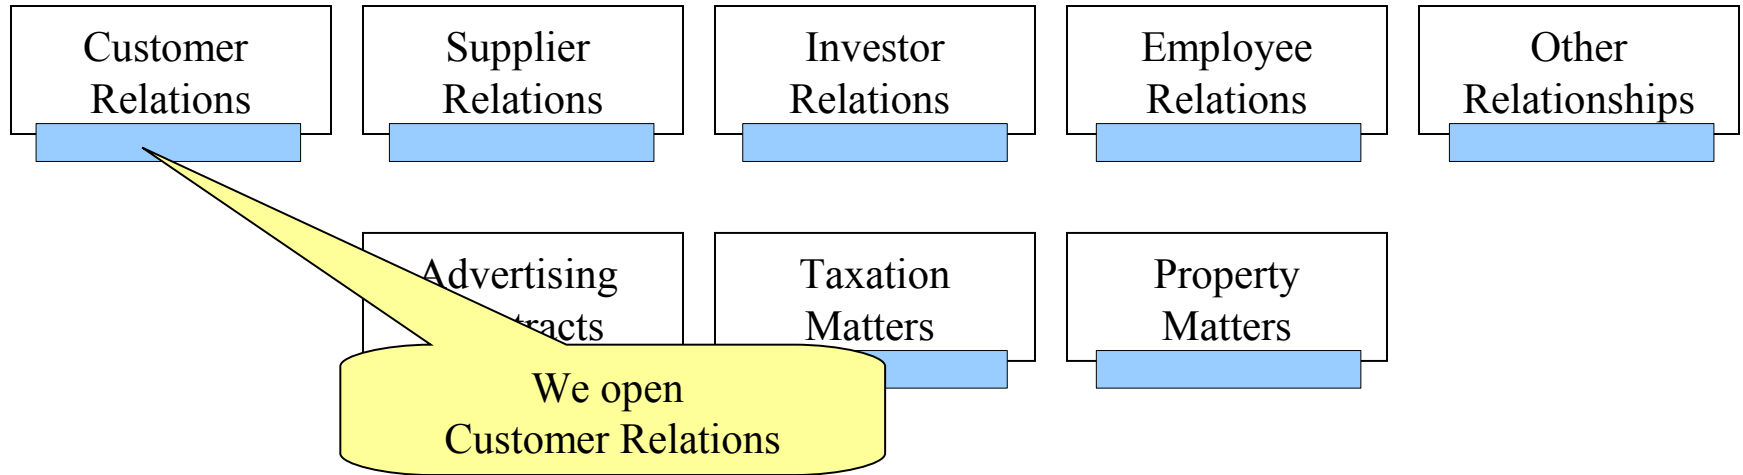 Customer
Relations
Supplier
Relations
Investor
Relations
Employee
Relations
Other
Relationships
Advertising
Taxation
Matters
Property
Matters
We open
Customer Relations